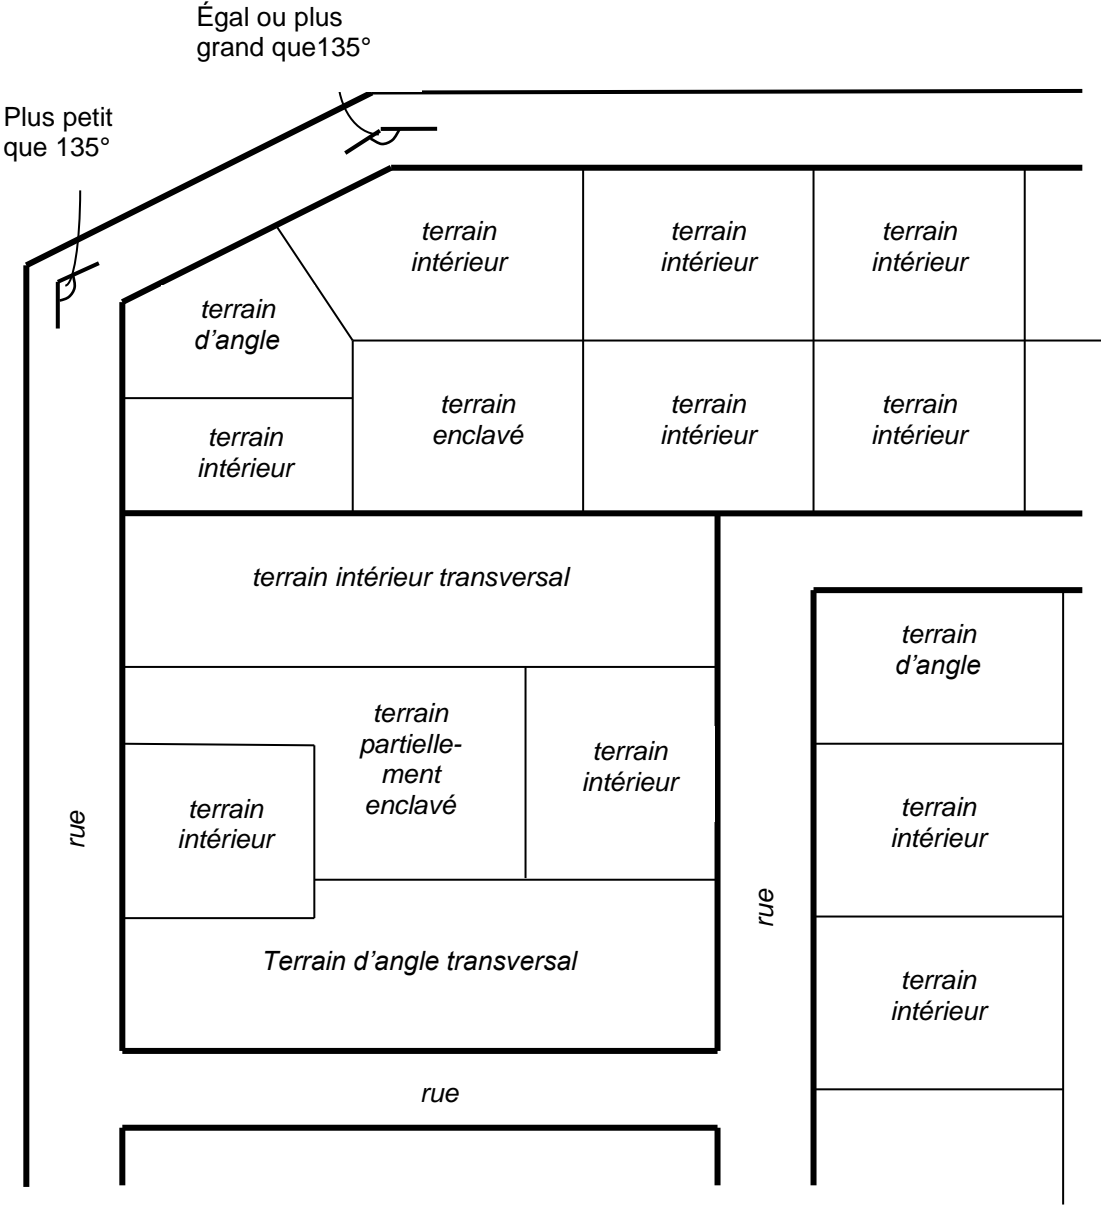 Égal ou plus
grand que135°
Plus petit
que 135°
terrain
intérieur
terrain
intérieur
terrain
intérieur
terrain
d’angle
terrain
enclavé
terrain
intérieur
terrain
intérieur
terrain
intérieur
terrain intérieur transversal
terrain
d’angle
terrain
partielle-
ment
enclavé
terrain
intérieur
terrain
intérieur
terrain
intérieur
rue
rue
Terrain d’angle transversal
terrain
intérieur
rue